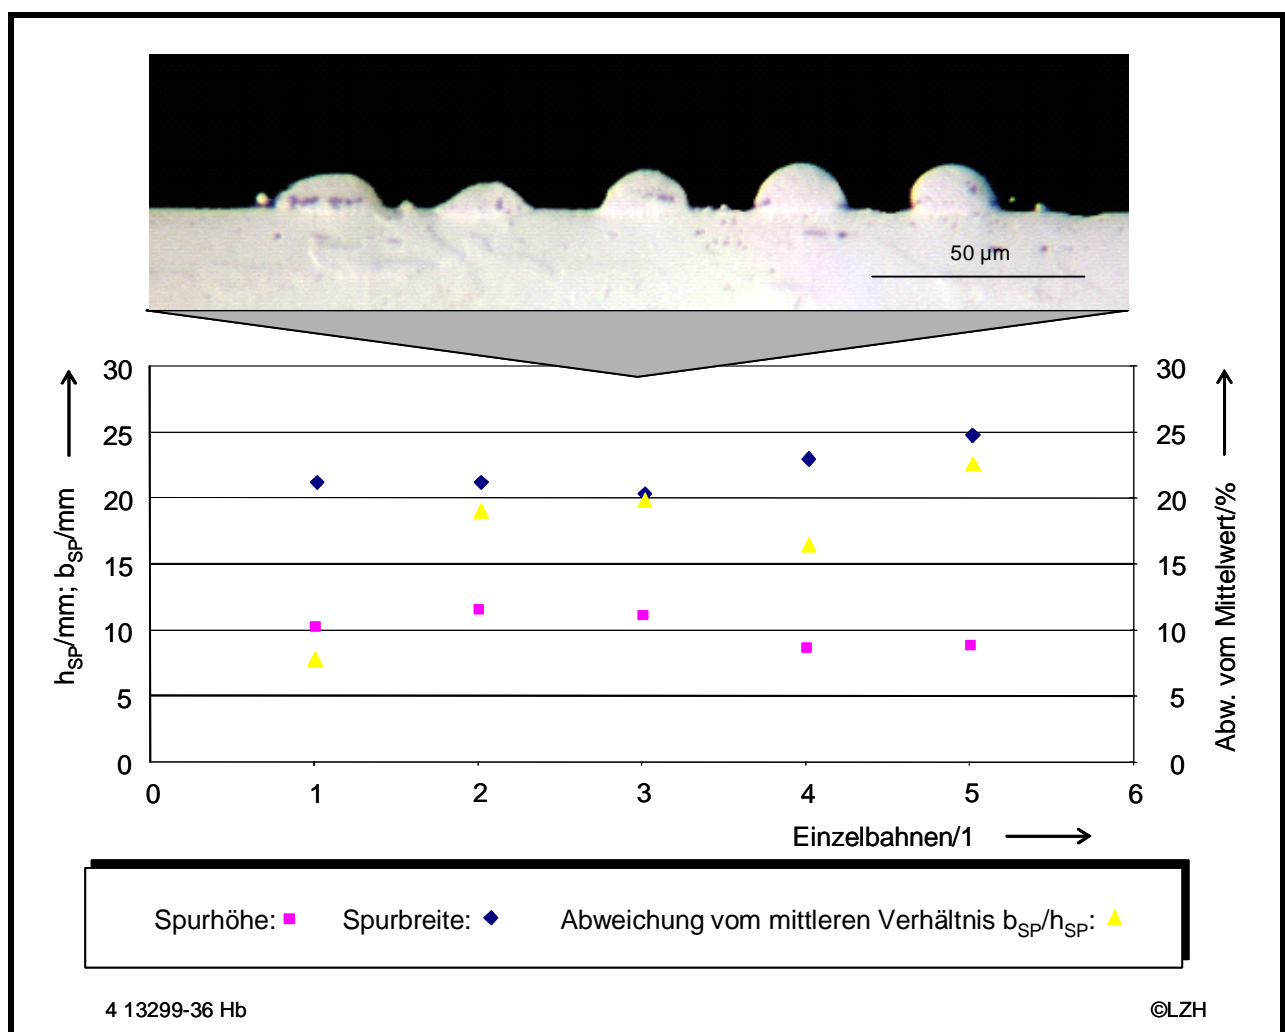 50 µm
30
25
20
15
10
5
0
h_SP/mm; b_SP/mm
30
25
20
15
10
5
0
Abw. vom Mittelwert/%
0 1 2 3 4 5 6
Einzelbahnen/1
Spurhöhe: Spurbreite: Abweichung vom mittleren Verhältnis b_SP/h_SP:
4 13299-36 Hb ©LZH